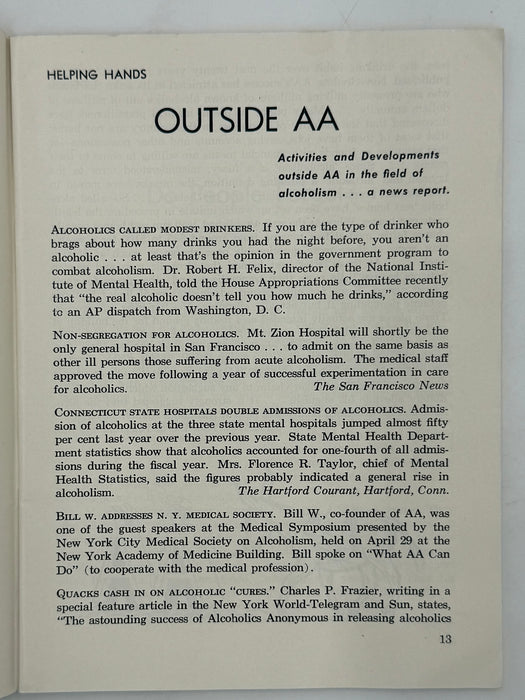 HELPING HANDS
OUTSIDE AA
Activities and Developments
outside AA in the field of
alcoholism . . . a news report.
ALCOHOLICS CALLED MODEST DRINKERS. If you are the type of drinker who
brags about how many drinks you had the night before, you aren't an
alcoholic . . . at least that's the opinion in the government program to
combat alcoholism. Dr. Robert H. Felix, director of the National Insti-
tute of Mental Health, told the House Appropriations Committee recently
that "the real alcoholic doesn't tell you how much he drinks," according
to an AP dispatch from Washington, D. C.
NON-SEGREGATION FOR ALCOHOLICS. Mt. Zion Hospital will shortly be the
only general hospital in San Francisco . . . to admit on the same basis as
other ill persons those suffering from acute alcoholism. The medical staff
approved the move following a year of successful experimentation in care
for alcoholics. The San Francisco News
CONNECTICUT STATE HOSPITALS DOUBLE ADMISSIONS OF ALCOHOLICS. Admis-
sion of alcoholics at the three state mental hospitals jumped almost fifty
per cent last year over the previous year. State Mental Health Depart-
ment statistics show that alcoholics accounted for one-fourth of all admis-
sions during the fiscal year. Mrs. Florence R. Taylor, chief of Mental
Health Statistics, said the figures probably indicated a general rise in
alcoholism. The Hartford Courant, Hartford, Conn.
BILL W. ADDRESSES N. Y. MEDICAL SOCIETY. Bill W., co-founder of AA, was
one of the guest speakers at the Medical Symposium presented by the
New York City Medical Society on Alcoholism, held on April 29 at the
New York Academy of Medicine Building. Bill spoke on "What AA Can
Do" (to cooperate with the medical profession).
QUACKS CASH IN ON ALCOHOLIC "CURES." Charles P. Frazier, writing in a
special feature article in the New York World-Telegram and Sun, states,
"The astounding success of Alcoholics Anonymous in releasing alcoholics
13